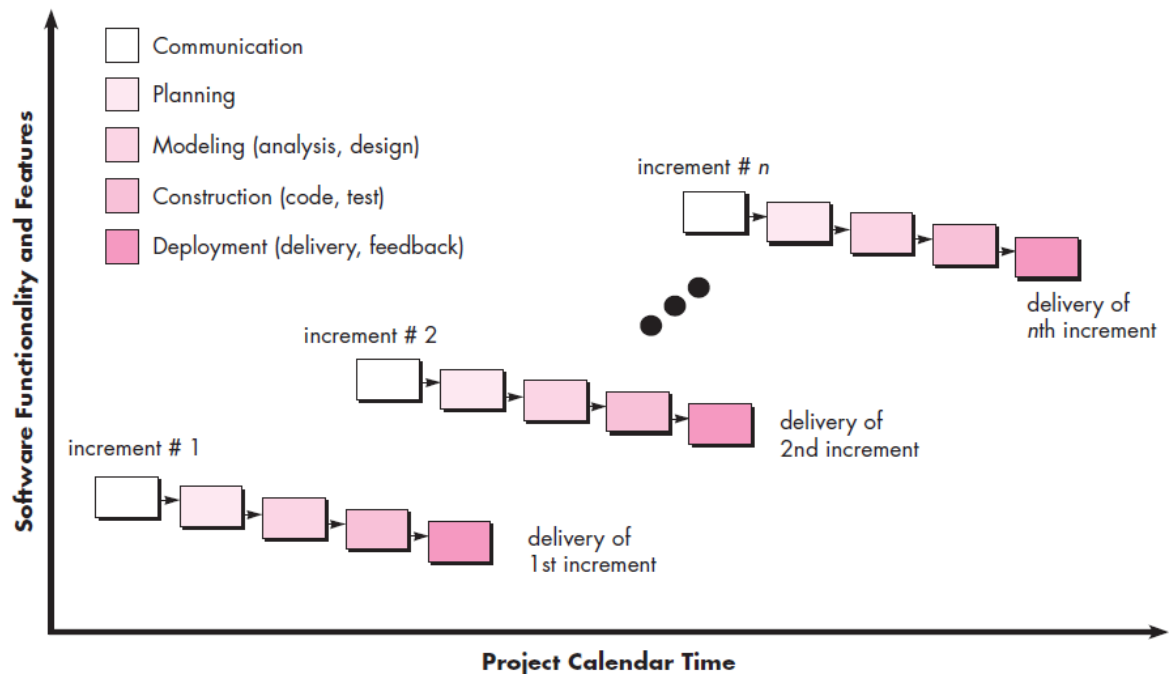 Software Functionality and Features
Communication
Planning
Modeling (analysis, design)
Construction (code, test)
Deployment (delivery, feedback)
increment # n
delivery of
nth increment
increment # 2
delivery of
2nd increment
increment # 1
delivery of
1st increment
Project Calendar Time